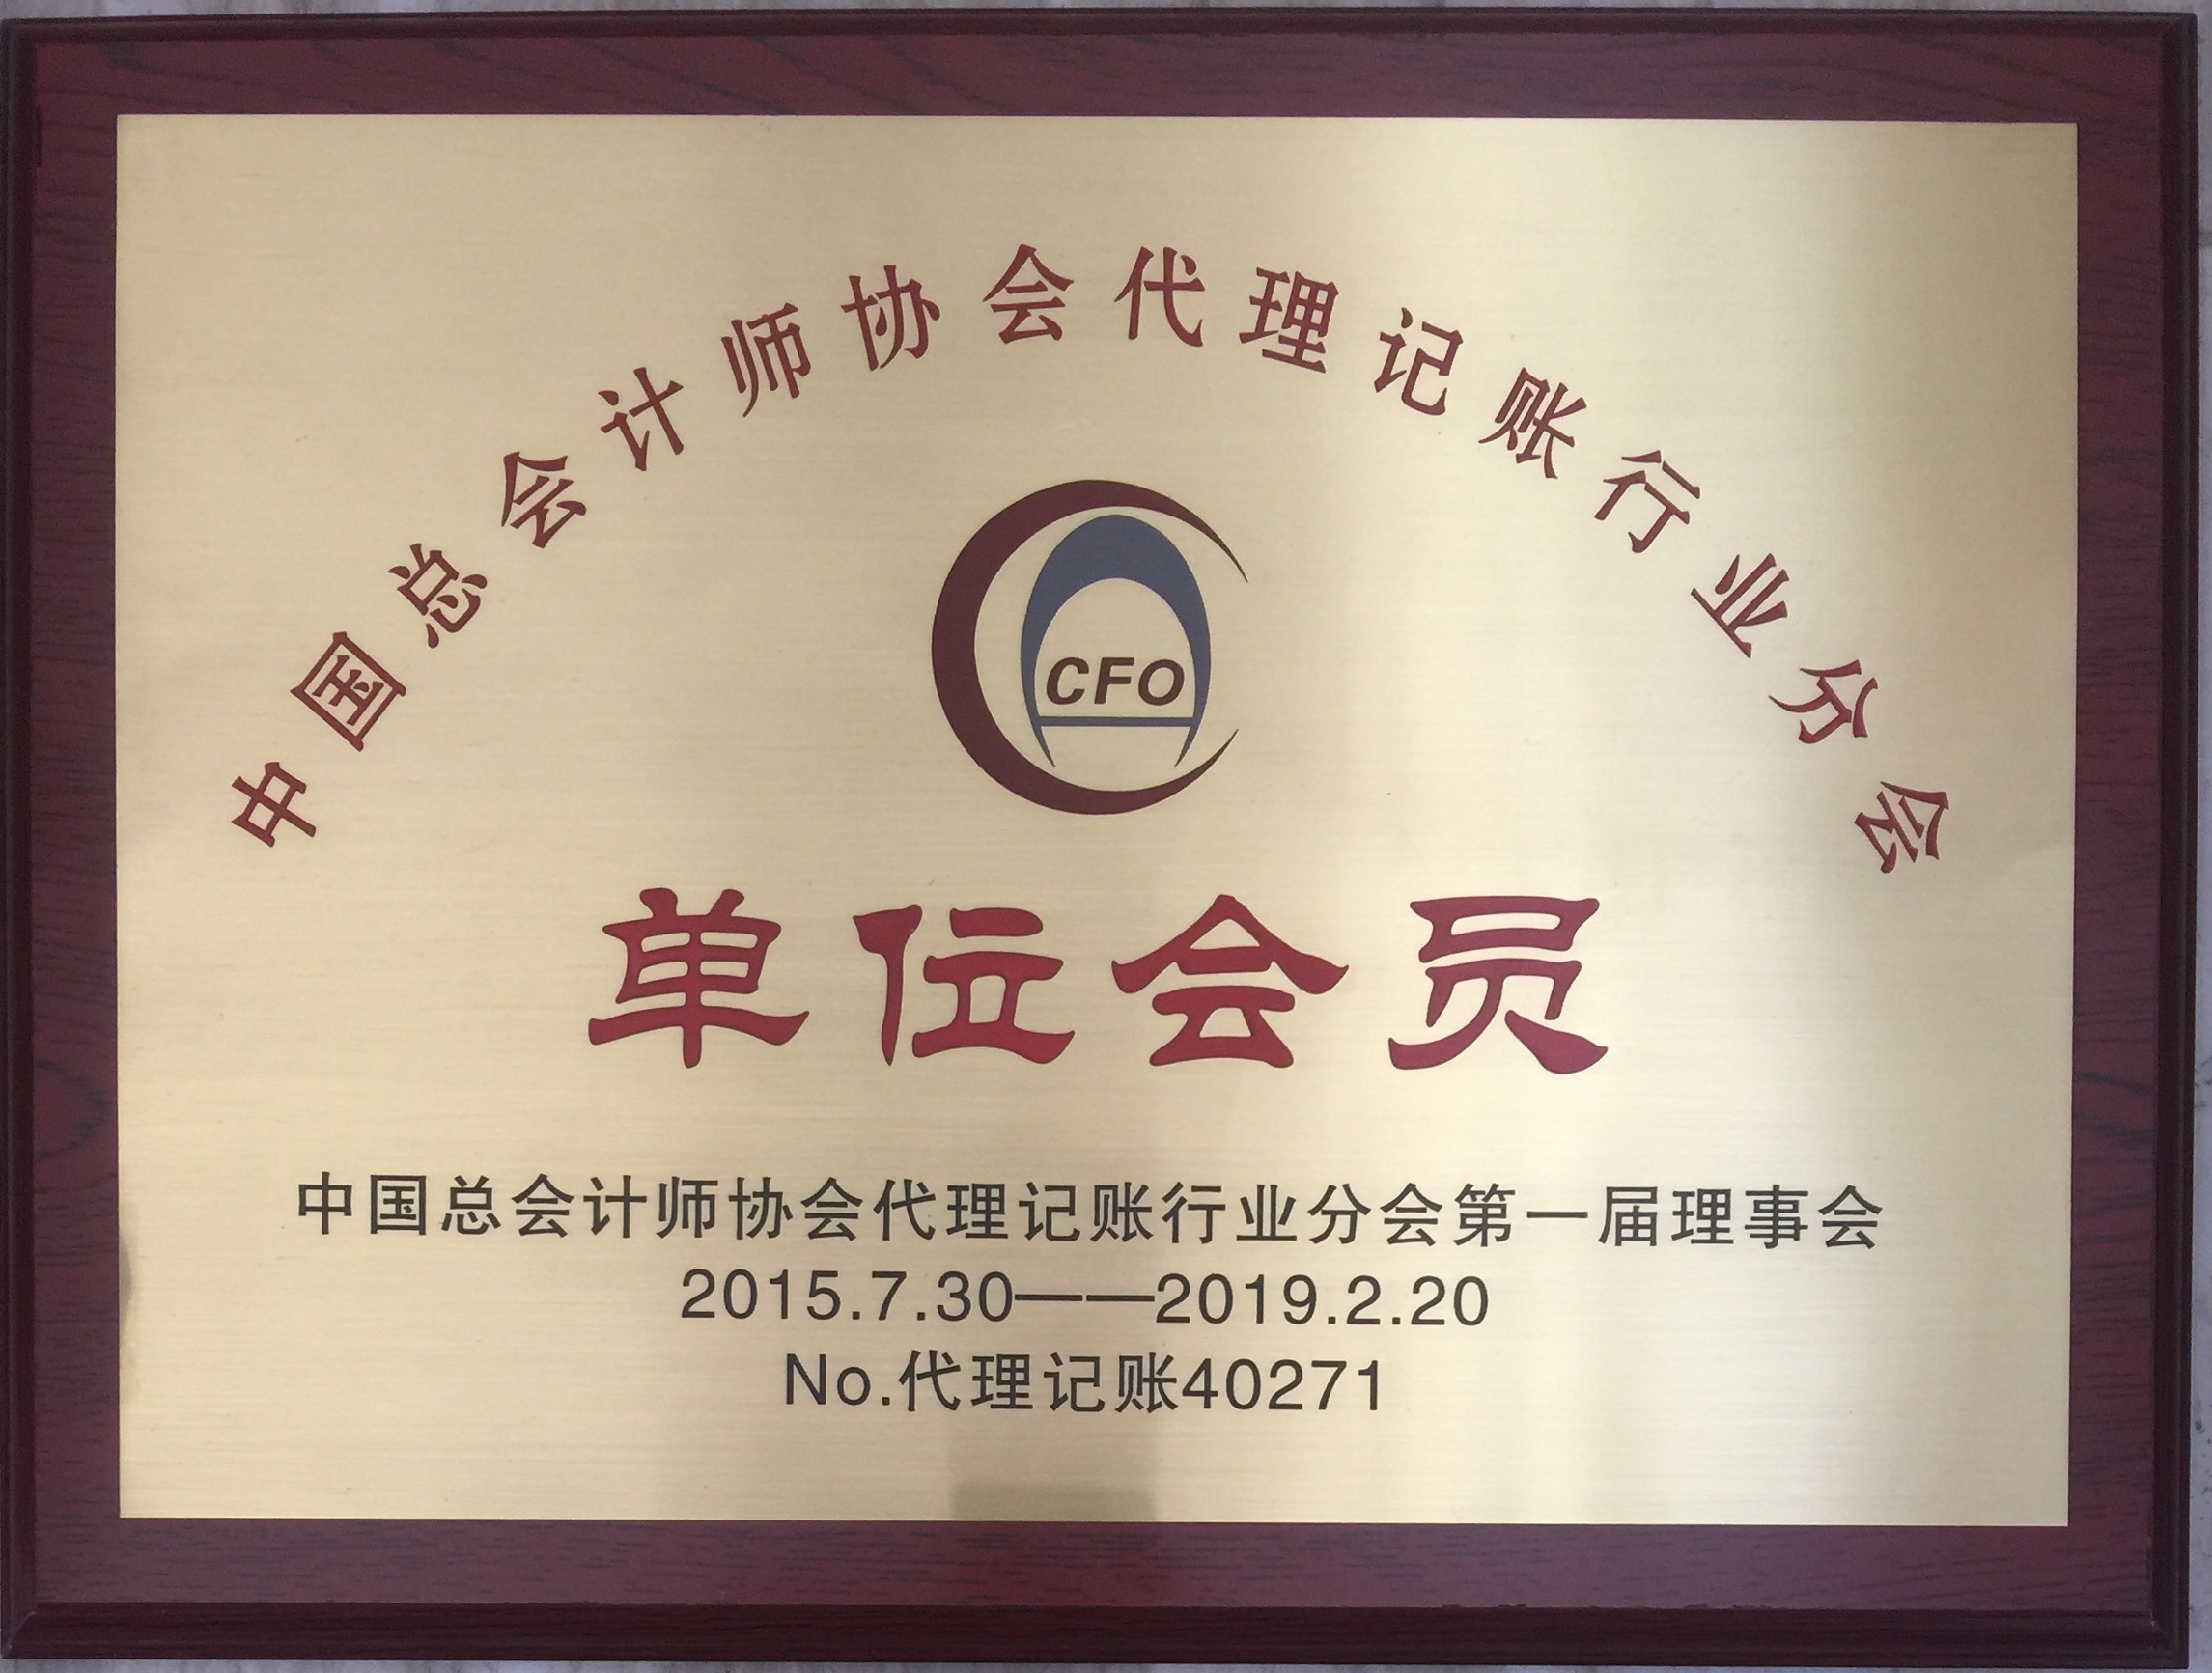 中国总会计师协会代理记账行业分会
CFO
单位会员
中国总会计师协会代理记账行业分会第一届理事会
2015.7.30——2019.2.20
No.代理记账40271